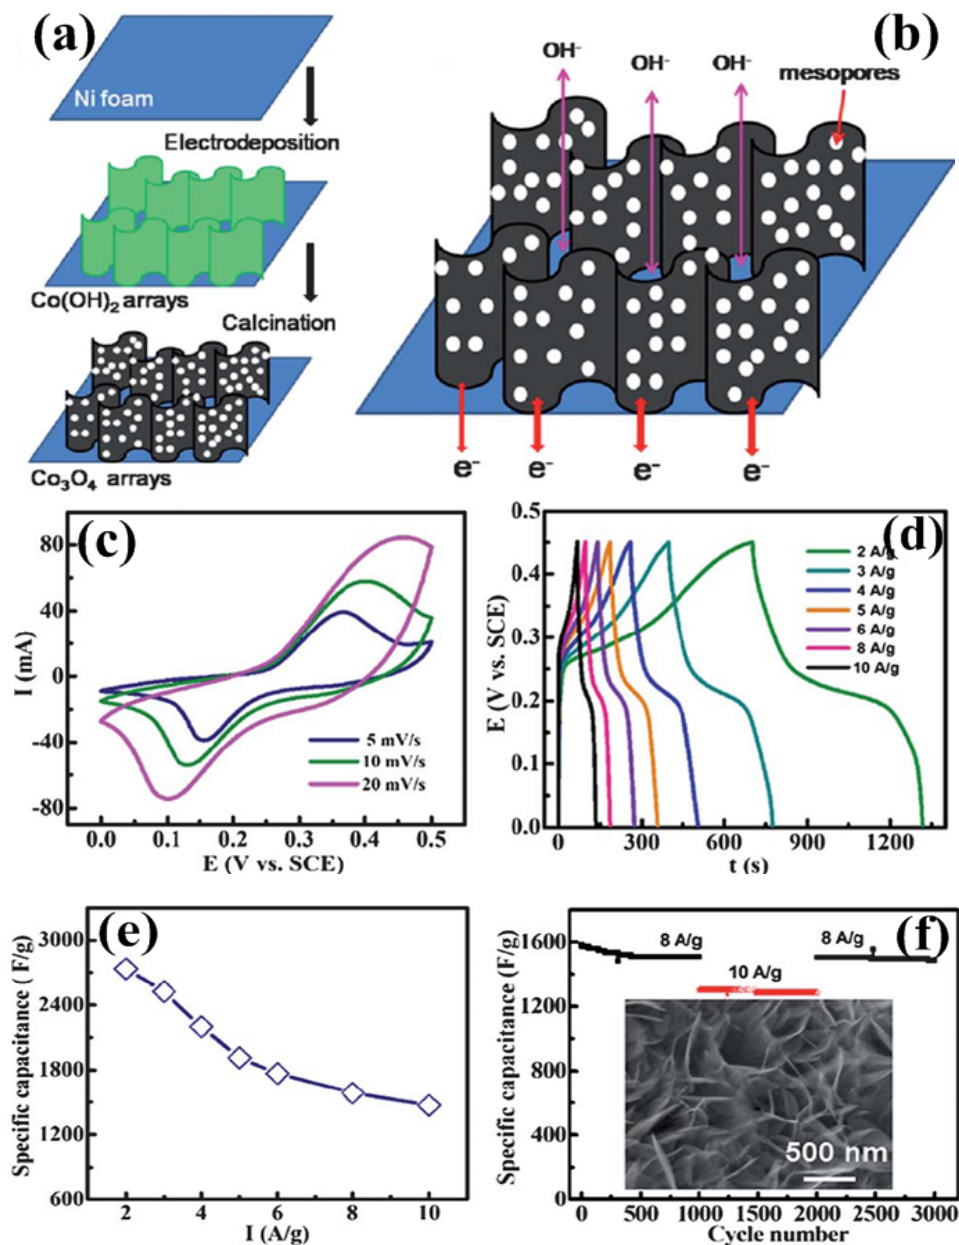 (a)
Ni foam
Electrodeposition
Co(OH)₂ arrays
Calcination
Co₃O₄ arrays
(b)
OH⁻
OH⁻
OH⁻
mesopores
e⁻
e⁻
e⁻
e⁻
(c)
I (mA)
80
40
0
-40
-80
5 mV/s
10 mV/s
20 mV/s
0.0 0.1 0.2 0.3 0.4 0.5
E (V vs. SCE)
(d)
E (V vs. SCE)
0.5
0.4
0.3
0.2
0.1
0.0
2 A/g
3 A/g
4 A/g
5 A/g
6 A/g
8 A/g
10 A/g
0 300 600 900 1200
t (s)
(e)
Specific capacitance ( F/g)
3000
2400
1800
1200
600
2 4 6 8 10
I (A/g)
(f)
Specific capacitance (F/g)
1600
1200
800
400
0
8 A/g
8 A/g
10 A/g
500 nm
0 500 1000 1500 2000 2500 3000
Cycle number